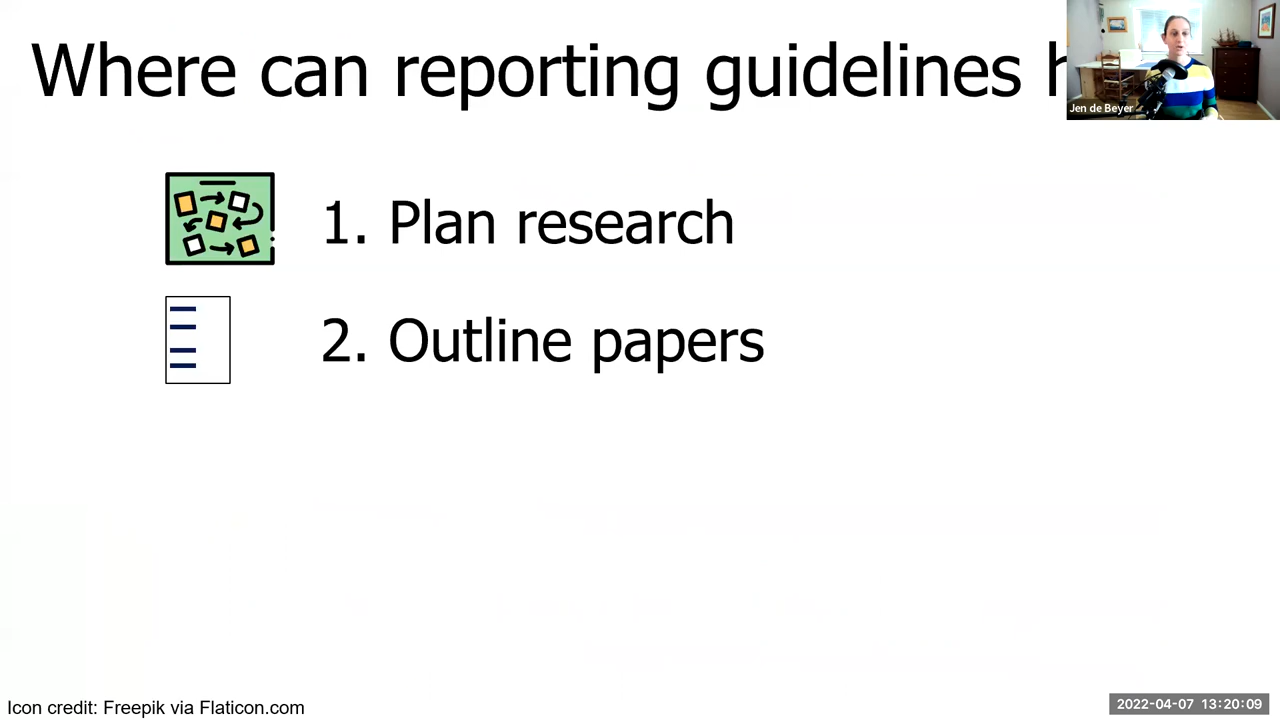 Where can reporting guidelines
Jen de Beyer
1. Plan research
2. Outline papers
Icon credit: Freepik via Flaticon.com
2022-04-07 13:20:09